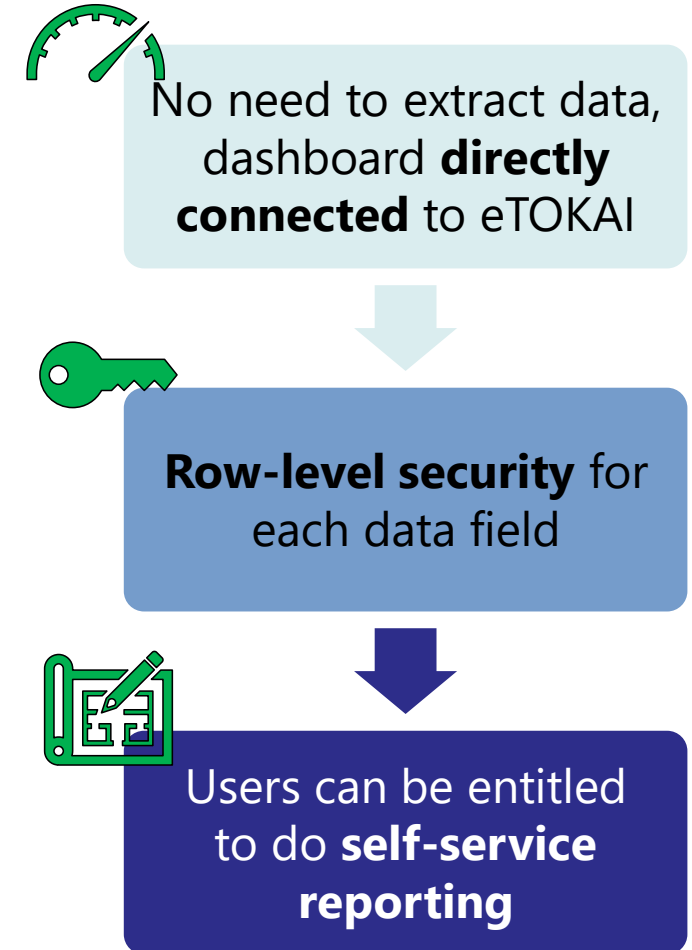 No need to extract data,
dashboard directly
connected to eTOKAI
Row-level security for
each data field
Users can be entitled
to do self-service
reporting